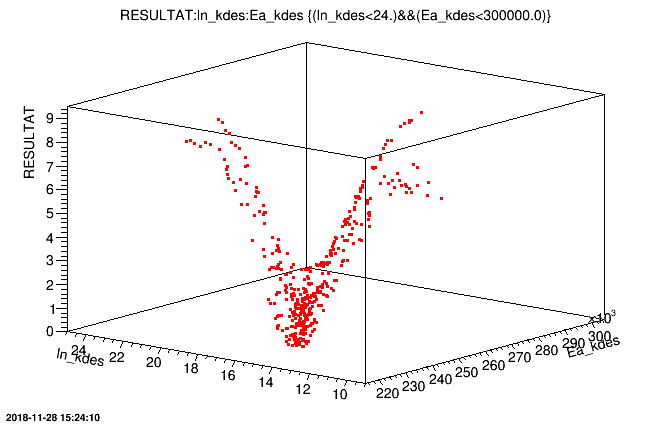 RESULTAT:ln_kdes:Ea_kdes {(ln_kdes<24.)&&(Ea_kdes<300000.0)}
RESULTAT
9
8
7
6
5
4
3
2
1
0
24 22 20 18 16 14 12 10
ln_kdes
220 230 240 250 260 270 280 290 300
×10³
Ea_kdes
2018-11-28 15:24:10